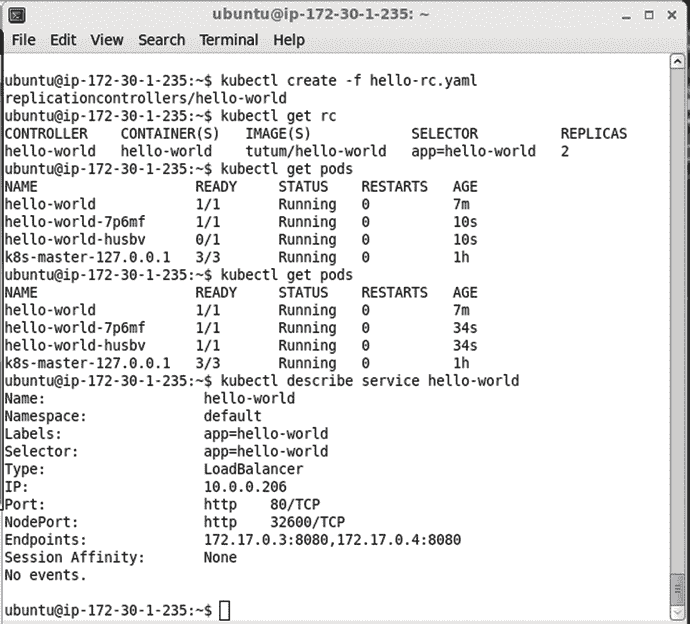 ubuntu@ip-172-30-1-235: ~
File Edit View Search Terminal Help
ubuntu@ip-172-30-1-235:~$ kubectl create -f hello-rc.yaml
replicationcontrollers/hello-world
ubuntu@ip-172-30-1-235:~$ kubectl get rc
CONTROLLER CONTAINER(S) IMAGE(S) SELECTOR REPLICAS
hello-world hello-world tutum/hello-world app=hello-world 2
ubuntu@ip-172-30-1-235:~$ kubectl get pods
NAME READY STATUS RESTARTS AGE
hello-world 1/1 Running 0 7m
hello-world-7p6mf 1/1 Running 0 10s
hello-world-husbv 0/1 Running 0 10s
k8s-master-127.0.0.1 3/3 Running 0 1h
ubuntu@ip-172-30-1-235:~$ kubectl get pods
NAME READY STATUS RESTARTS AGE
hello-world 1/1 Running 0 7m
hello-world-7p6mf 1/1 Running 0 34s
hello-world-husbv 1/1 Running 0 34s
k8s-master-127.0.0.1 3/3 Running 0 1h
ubuntu@ip-172-30-1-235:~$ kubectl describe service hello-world
Name: hello-world
Namespace: default
Labels: app=hello-world
Selector: app=hello-world
Type: LoadBalancer
IP: 10.0.0.206
Port: http 80/TCP
NodePort: http 32600/TCP
Endpoints: 172.17.0.3:8080,172.17.0.4:8080
Session Affinity: None
No events.
ubuntu@ip-172-30-1-235:~$